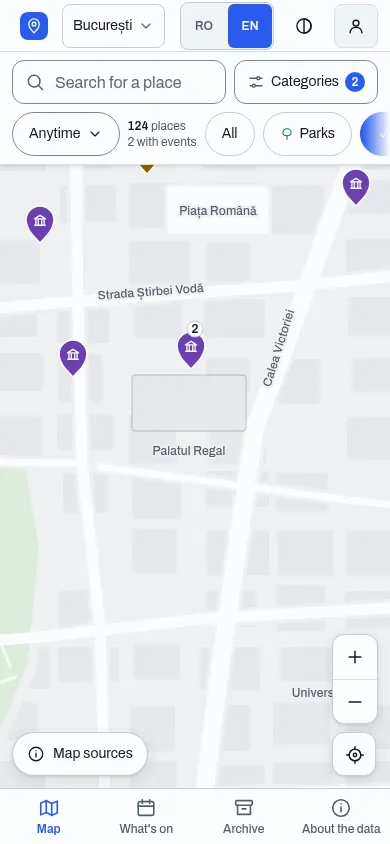 București
RO
EN
Search for a place
Categories
2
Anytime
124 places
2 with events
All
Parks
Piața Română
Strada Știrbei Vodă
2
Calea Victoriei
Palatul Regal
Univers
Map sources
Map
What's on
Archive
About the data